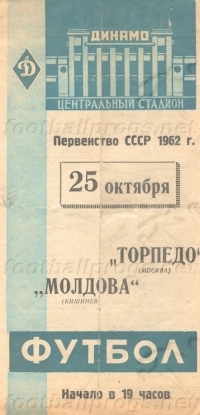 Д
ДИНАМО
ЦЕНТРАЛЬНЫЙ СТАДИОН
Первенство СССР 1962 г.
25 октября
„ТОРПЕДО“
(МОСКВА)
„МОЛДОВА“
(КИШИНЕВ)
ФУТБОЛ
Начало в 19 часов